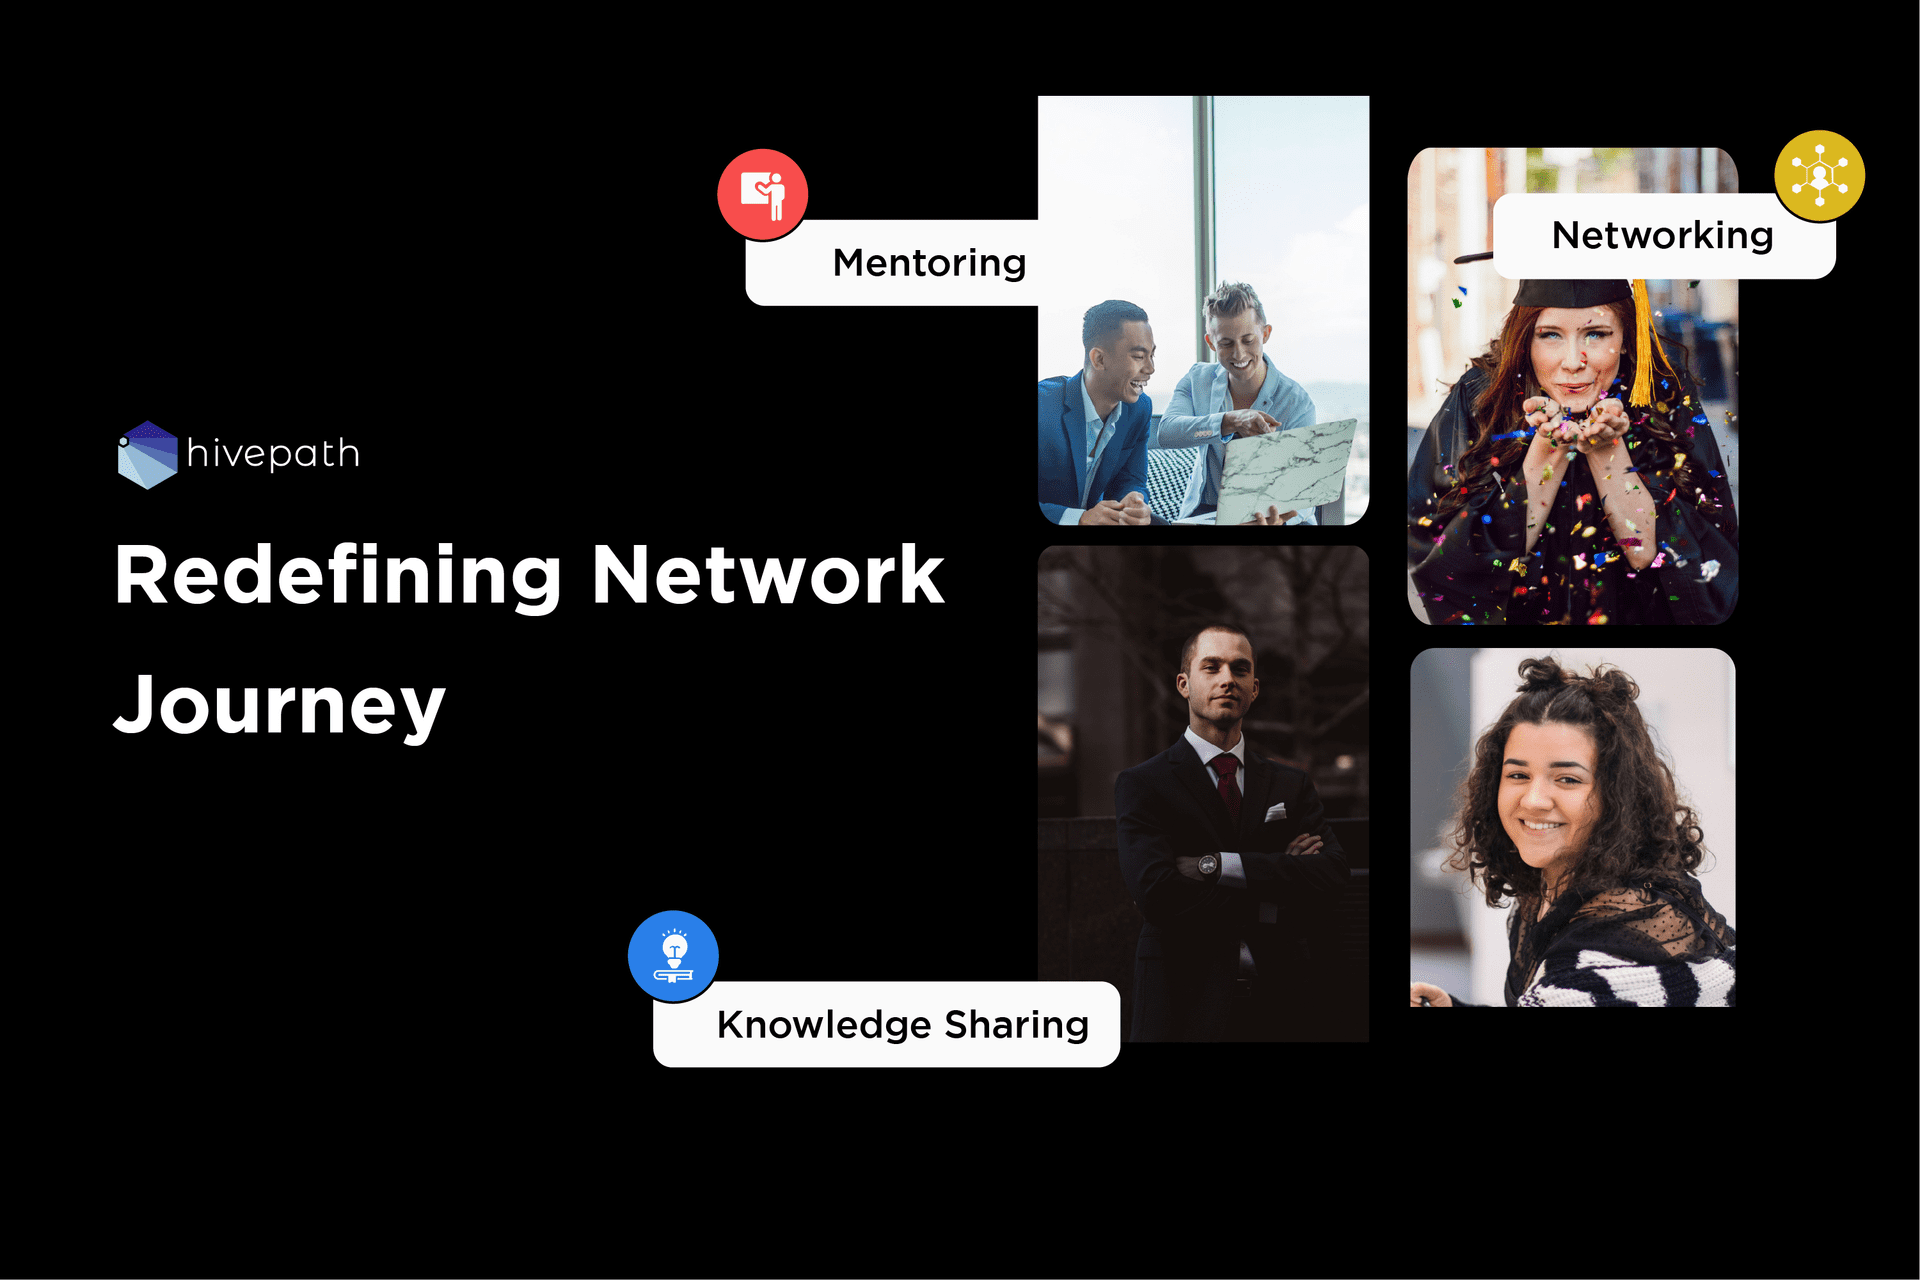 Mentoring
Networking
hivepath
Redefining Network
Journey
Knowledge Sharing